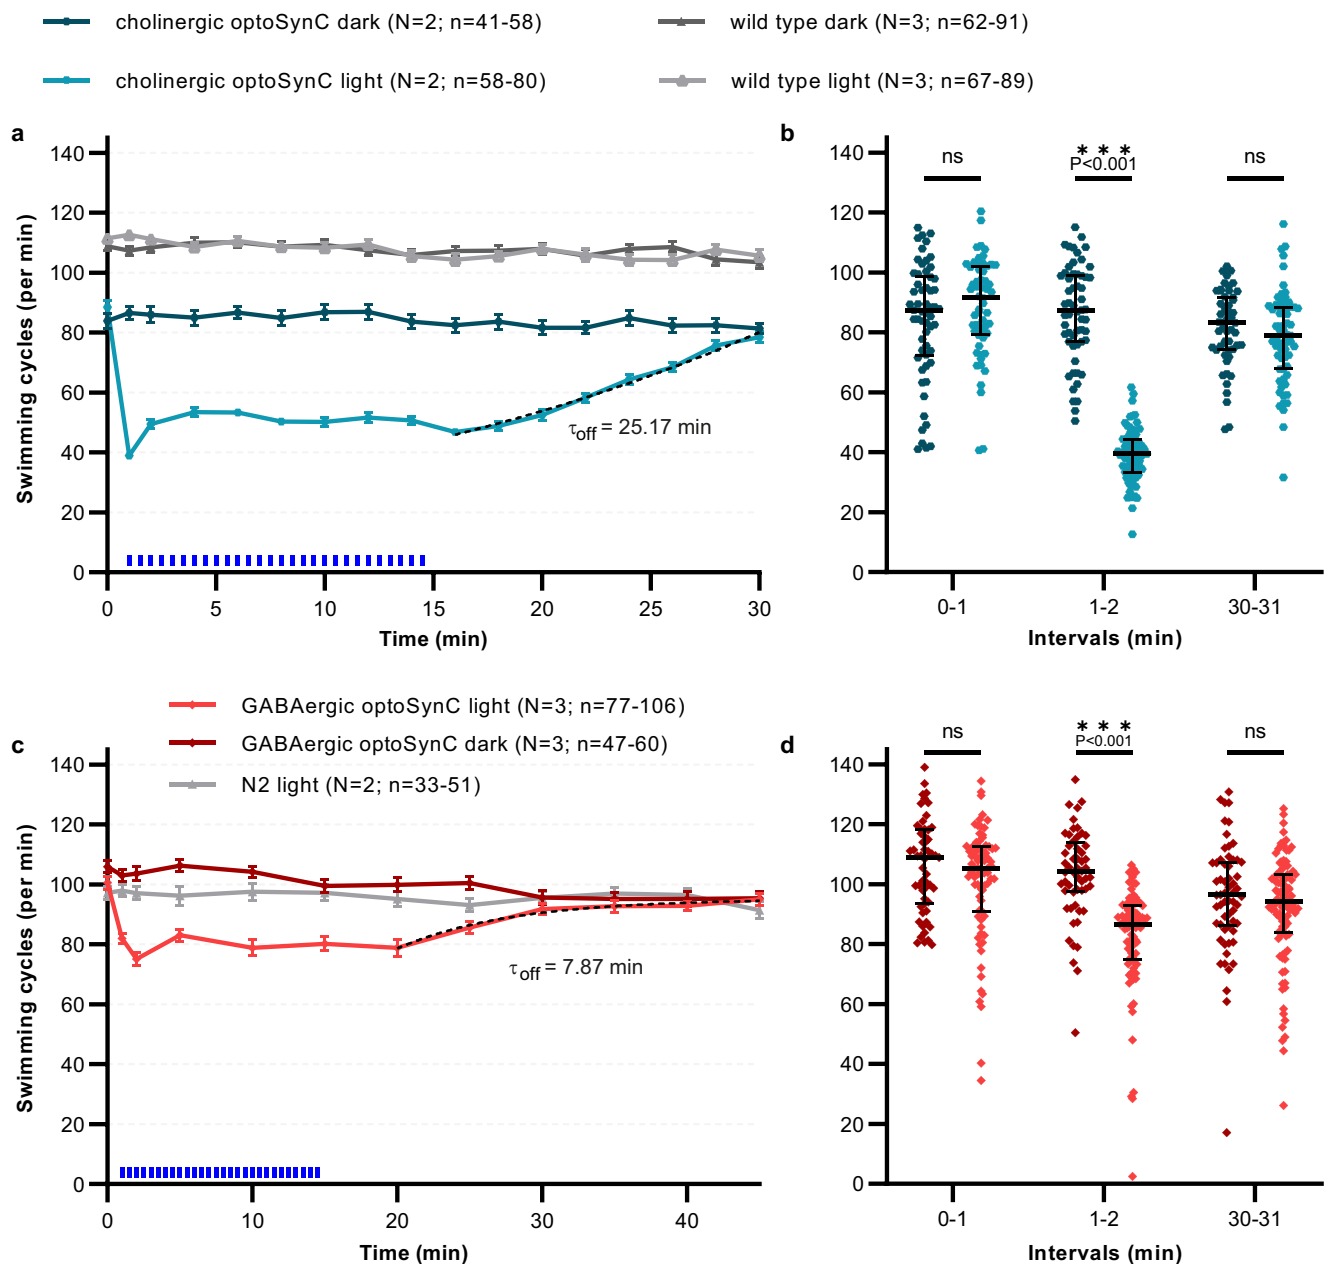 cholinergic optoSynC dark (N=2; n=41-58)
wild type dark (N=3; n=62-91)
cholinergic optoSynC light (N=2; n=58-80)
wild type light (N=3; n=67-89)
a
Swimming cycles (per min)
140
120
100
80
60
40
20
0
τoff = 25.17 min
0 5 10 15 20 25 30
Time (min)
b
140
120
100
80
60
40
20
0
ns
***
P<0.001
ns
0-1 1-2 30-31
Intervals (min)
GABAergic optoSynC light (N=3; n=77-106)
GABAergic optoSynC dark (N=3; n=47-60)
N2 light (N=2; n=33-51)
c
Swimming cycles (per min)
140
120
100
80
60
40
20
0
τoff = 7.87 min
0 10 20 30 40
Time (min)
d
140
120
100
80
60
40
20
0
ns
***
P<0.001
ns
0-1 1-2 30-31
Intervals (min)